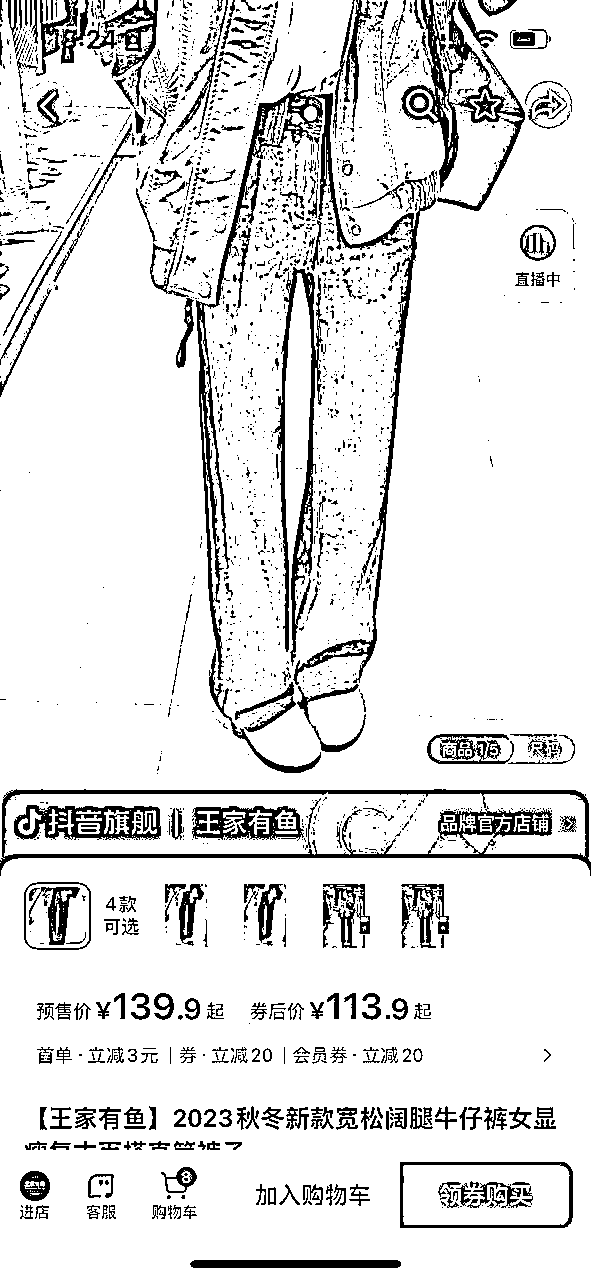 直播中
商品1/5 尺码
抖音旗舰 王家有鱼 品牌官方店铺
4款
可选
预售价 ¥139.9起 券后价 ¥113.9起
首单·立减3元 | 券·立减20 | 会员券·立减20
【王家有鱼】2023秋冬新款宽松阔腿牛仔裤女显
进店 客服 购物车 8 加入购物车 领券购买